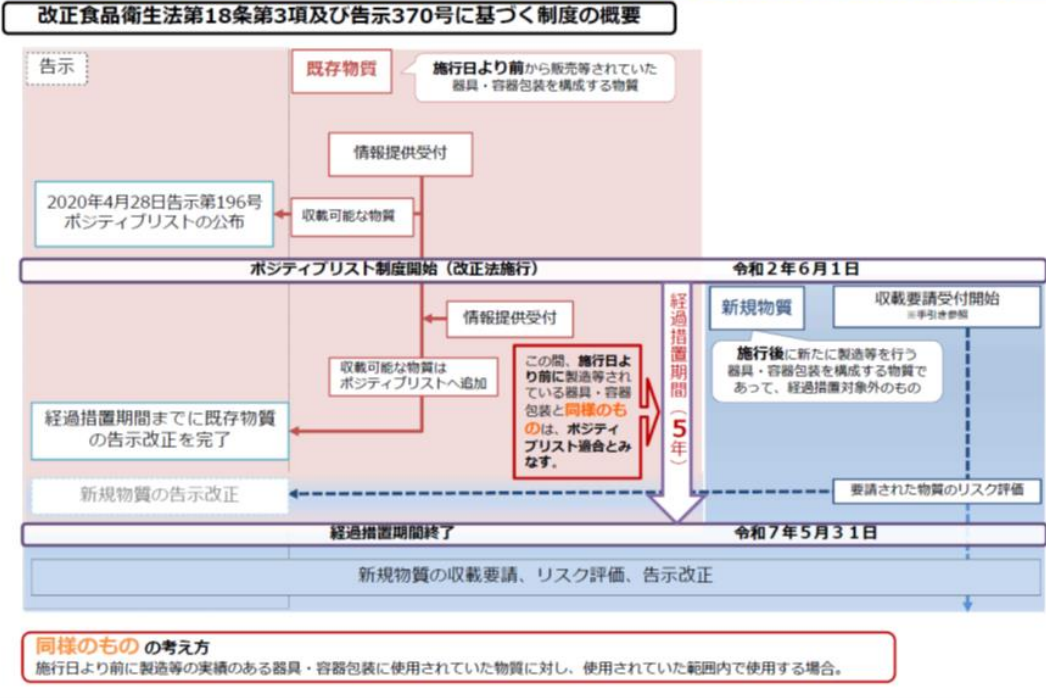 改正食品衛生法第18条第3項及び告示370号に基づく制度の概要
告示
既存物質
施行日より前から販売等されていた
器具・容器包装を構成する物質
情報提供受付
2020年4月28日告示第196号
ポジティブリストの公布
収載可能な物質
ポジティブリスト制度開始（改正法施行）
令和２年６月１日
情報提供受付
収載可能な物質は
ポジティブリストへ追加
経過措置期間までに既存物質
の告示改正を完了
この間、施行日よ
り前に製造等され
ている器具・容器
包装と同様のも
のは、ポジティ
ブリスト適合とみ
なす。
経過措置期間（５年）
新規物質
収載要請受付開始
※手引き参照
施行後に新たに製造等を行う
器具・容器包装を構成する物質で
あって、経過措置対象外のもの
新規物質の告示改正
要請された物質のリスク評価
経過措置期間終了
令和７年５月３１日
新規物質の収載要請、リスク評価、告示改正
同様のもの の考え方
施行日より前に製造等の実績のある器具・容器包装に使用されていた物質に対し、使用されていた範囲内で使用する場合。